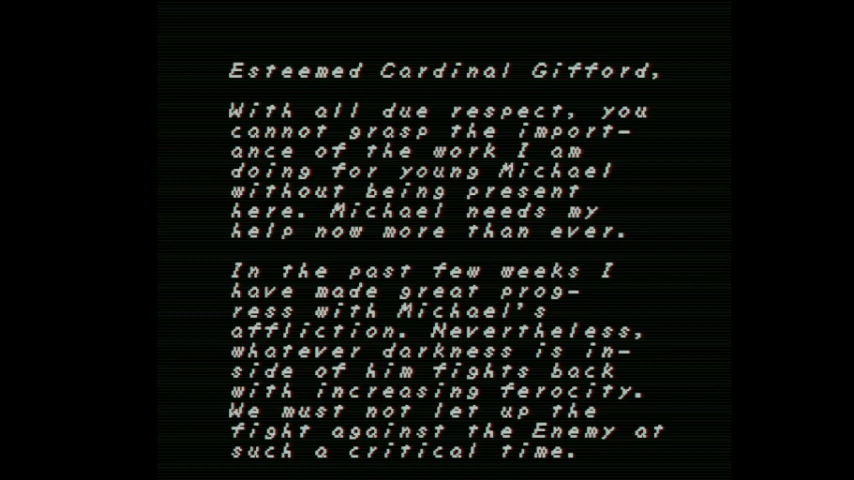 Esteemed Cardinal Gifford,
With all due respect, you
cannot grasp the import-
ance of the work I am
doing for young Michael
without being present
here. Michael needs my
help now more than ever.
In the past few weeks I
have made great prog-
ress with Michael's
affliction. Nevertheless,
whatever darkness is in-
side of him fights back
with increasing ferocity.
We must not let up the
fight against the Enemy at
such a critical time.